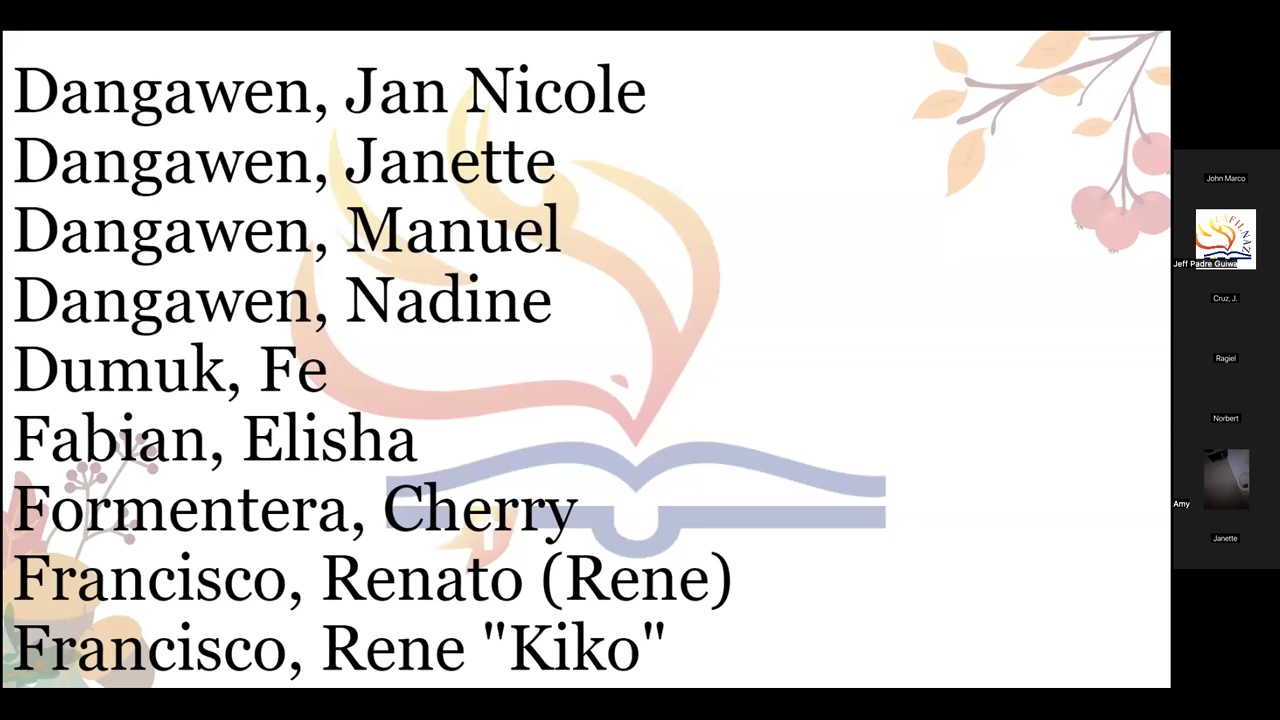 Dangawen, Jan Nicole
Dangawen, Janette
Dangawen, Manuel
Dangawen, Nadine
Dumuk, Fe
Fabian, Elisha
Formentera, Cherry
Francisco, Renato (Rene)
Francisco, Rene "Kiko"
John Marco
LAFILNAZ
Jeff Padre Guiwa
Cruz, J.
Ragiel
Norbert
Amy
Janette